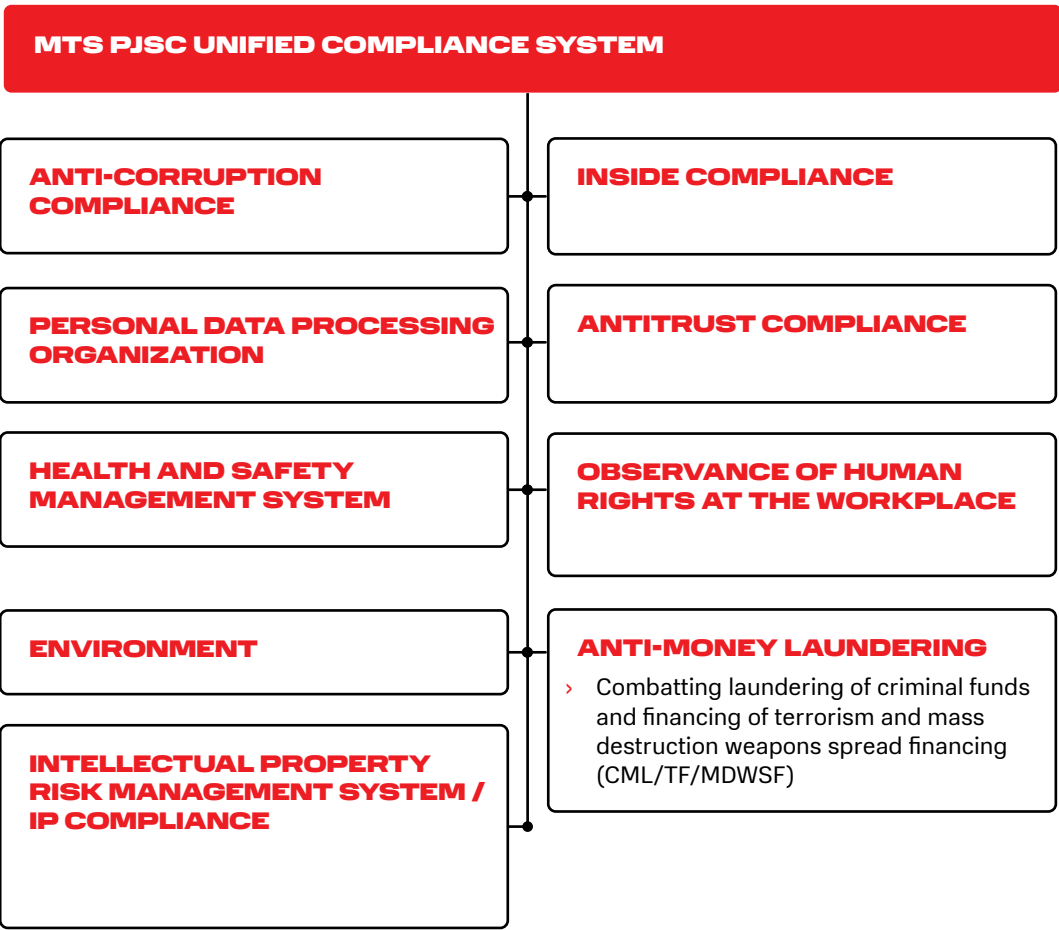 MTS PJSC UNIFIED COMPLIANCE SYSTEM
ANTI-CORRUPTION
COMPLIANCE
INSIDE COMPLIANCE
PERSONAL DATA PROCESSING
ORGANIZATION
ANTITRUST COMPLIANCE
HEALTH AND SAFETY
MANAGEMENT SYSTEM
OBSERVANCE OF HUMAN
RIGHTS AT THE WORKPLACE
ENVIRONMENT
ANTI-MONEY LAUNDERING
› Combatting laundering of criminal funds
and financing of terrorism and mass
destruction weapons spread financing
(CML/TF/MDWSF)
INTELLECTUAL PROPERTY
RISK MANAGEMENT SYSTEM /
IP COMPLIANCE